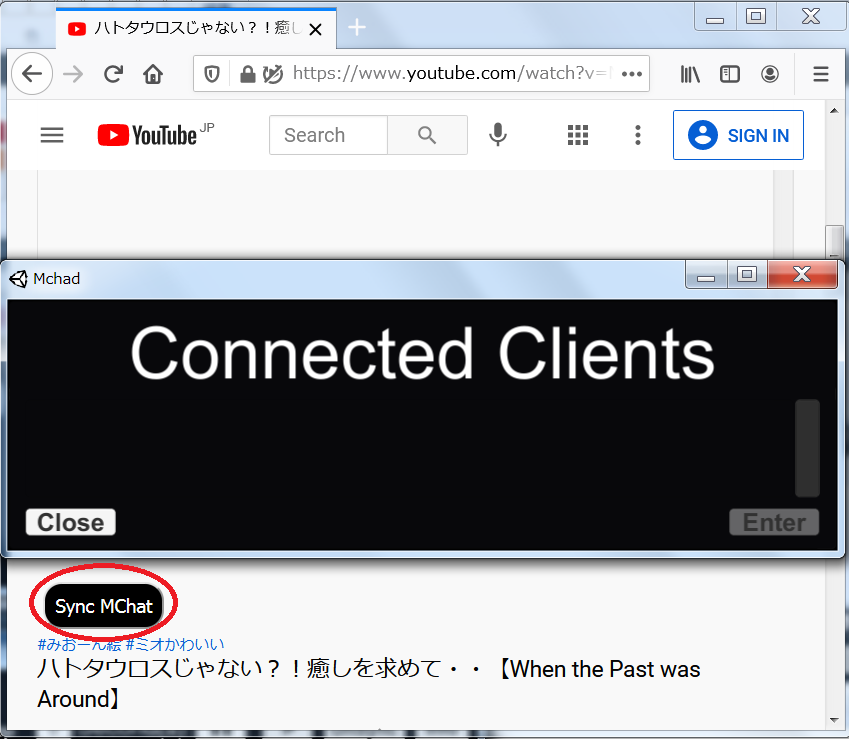 ハトタウロスじゃない？！癒し
https://www.youtube.com/watch?v=
YouTube JP
Search
SIGN IN
Mchad
Connected Clients
Close
Enter
Sync MChat
#みおーん絵 #ミオかわいい
ハトタウロスじゃない？！癒しを求めて・・【When the Past was
Around】